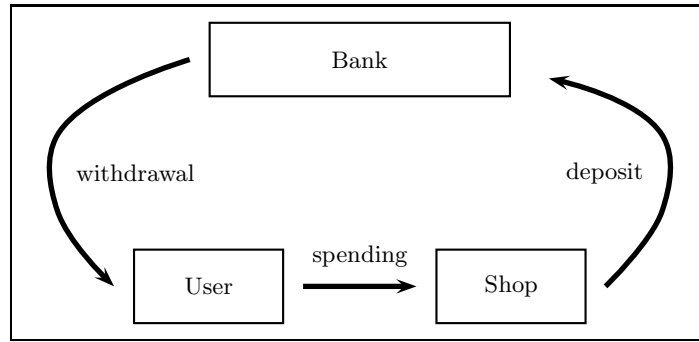 Bank
withdrawal
deposit
spending
User
Shop